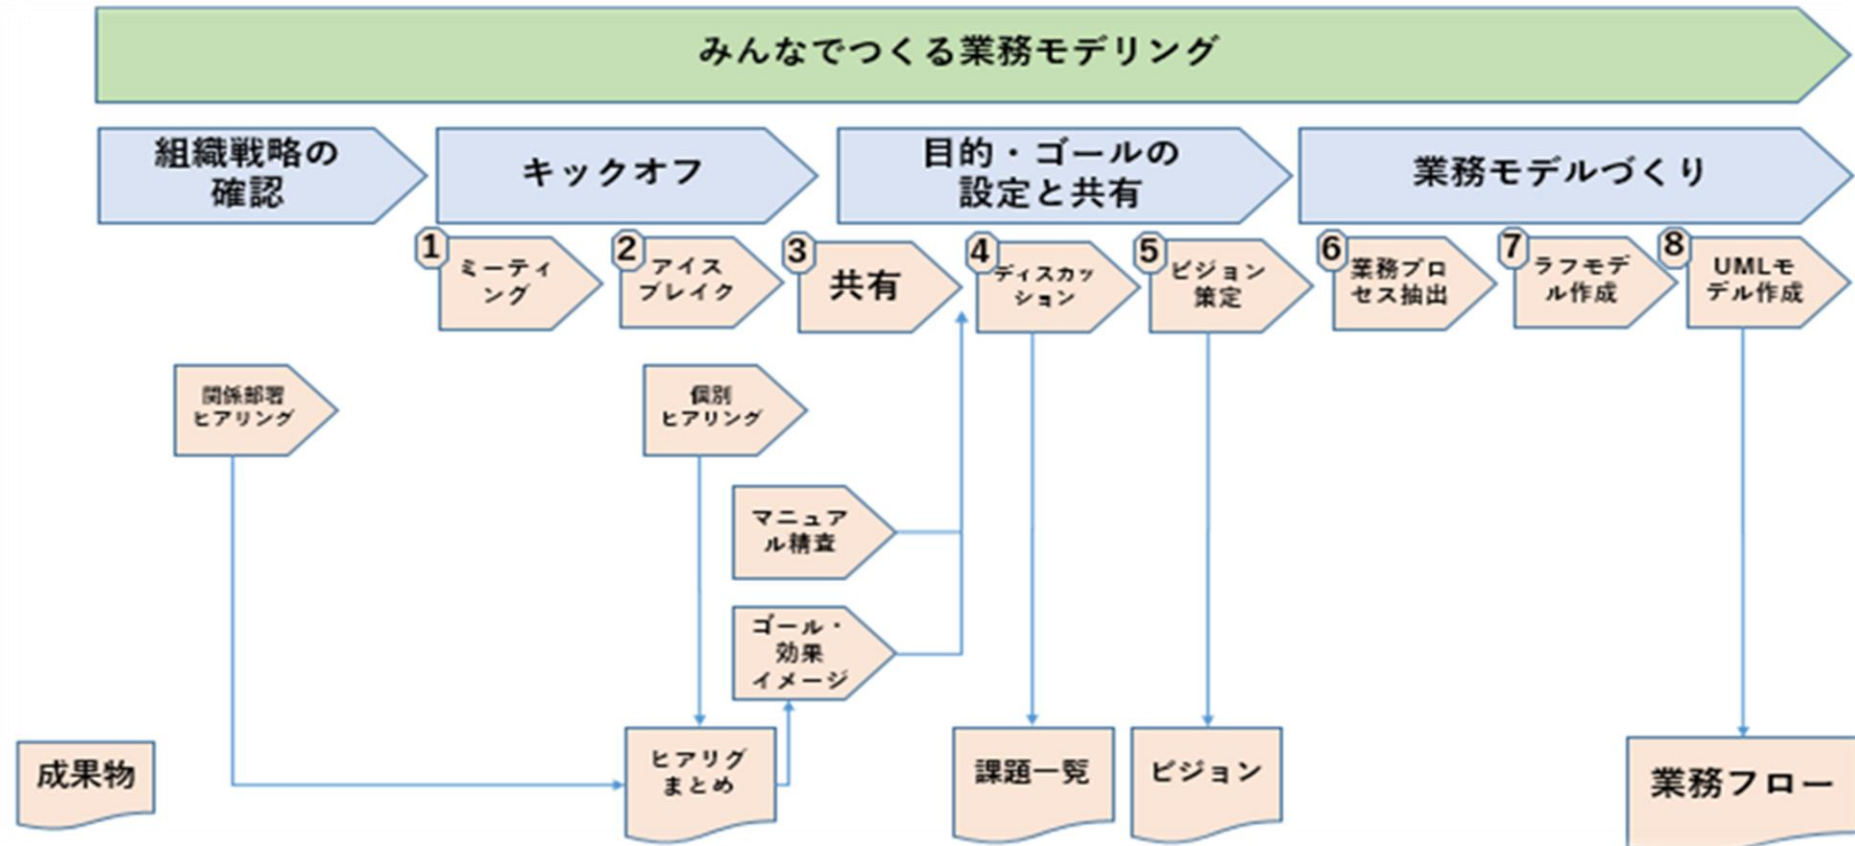 みんなでつくる業務モデリング
組織戦略の
確認
キックオフ
目的・ゴールの
設定と共有
業務モデルづくり
1
ミーティ
ング
2
アイス
ブレイク
3
共有
4
ディスカッ
ション
5
ビジョン
策定
6
業務プロ
セス抽出
7
ラフモデ
ル作成
8
UMLモ
デル作成
関係部署
ヒアリング
個別
ヒアリング
マニュア
ル精査
ゴール・
効果
イメージ
成果物
ヒアリグ
まとめ
課題一覧
ビジョン
業務フロー